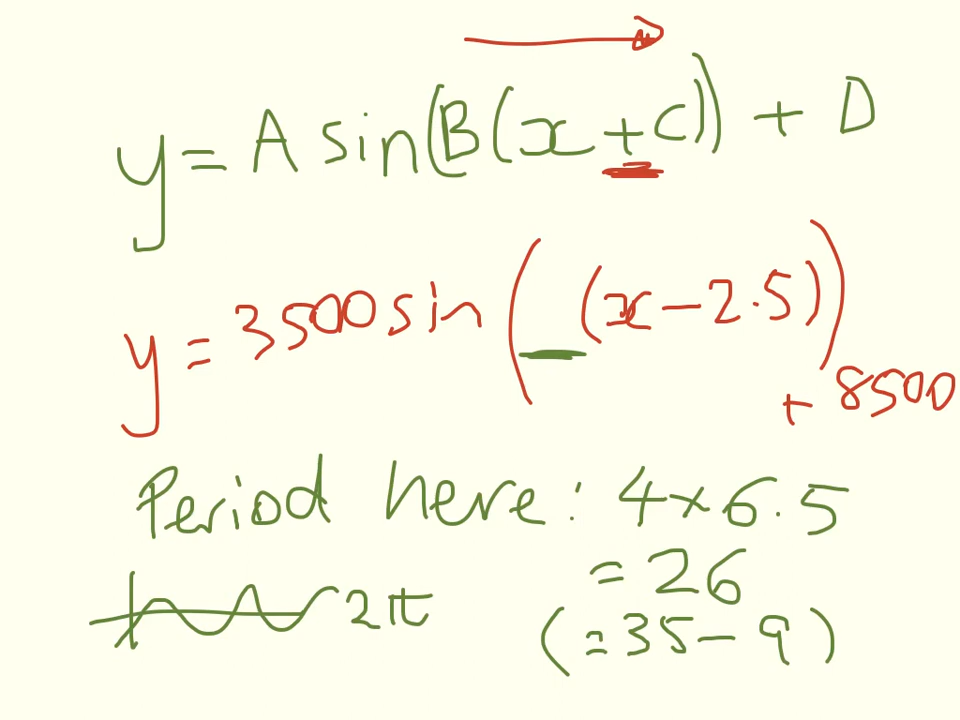 y = A sin(B(x + C)) + D
y = 3500 sin( (x - 2.5))
+ 8500
Period here: 4 × 6.5
= 26
2π (= 35 - 9)